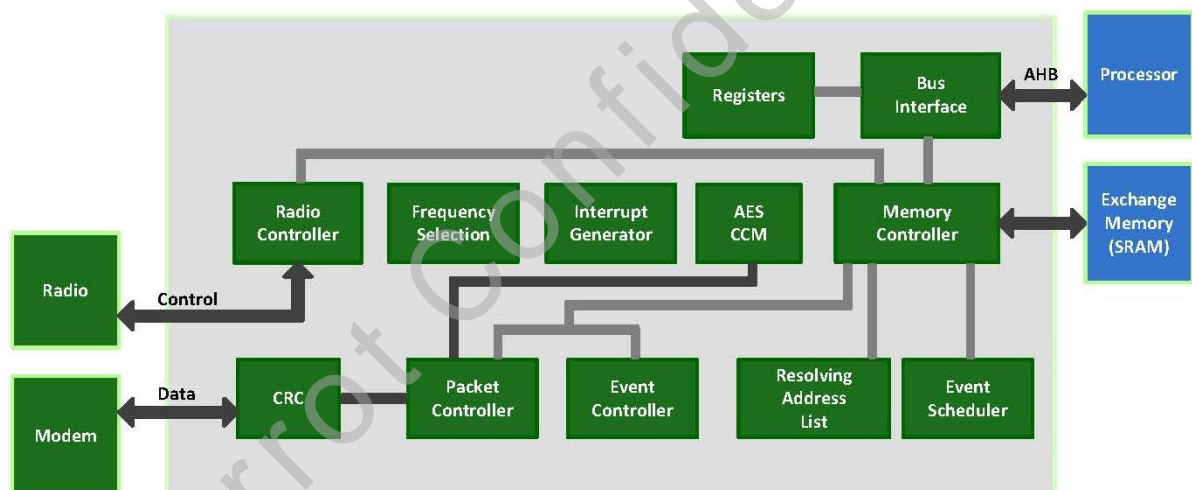 AHB
Processor
Registers
Bus
Interface
Radio
Controller
Frequency
Selection
Interrupt
Generator
AES
CCM
Memory
Controller
Exchange
Memory
(SRAM)
Radio
Control
Modem
Data
CRC
Packet
Controller
Event
Controller
Resolving
Address
List
Event
Scheduler